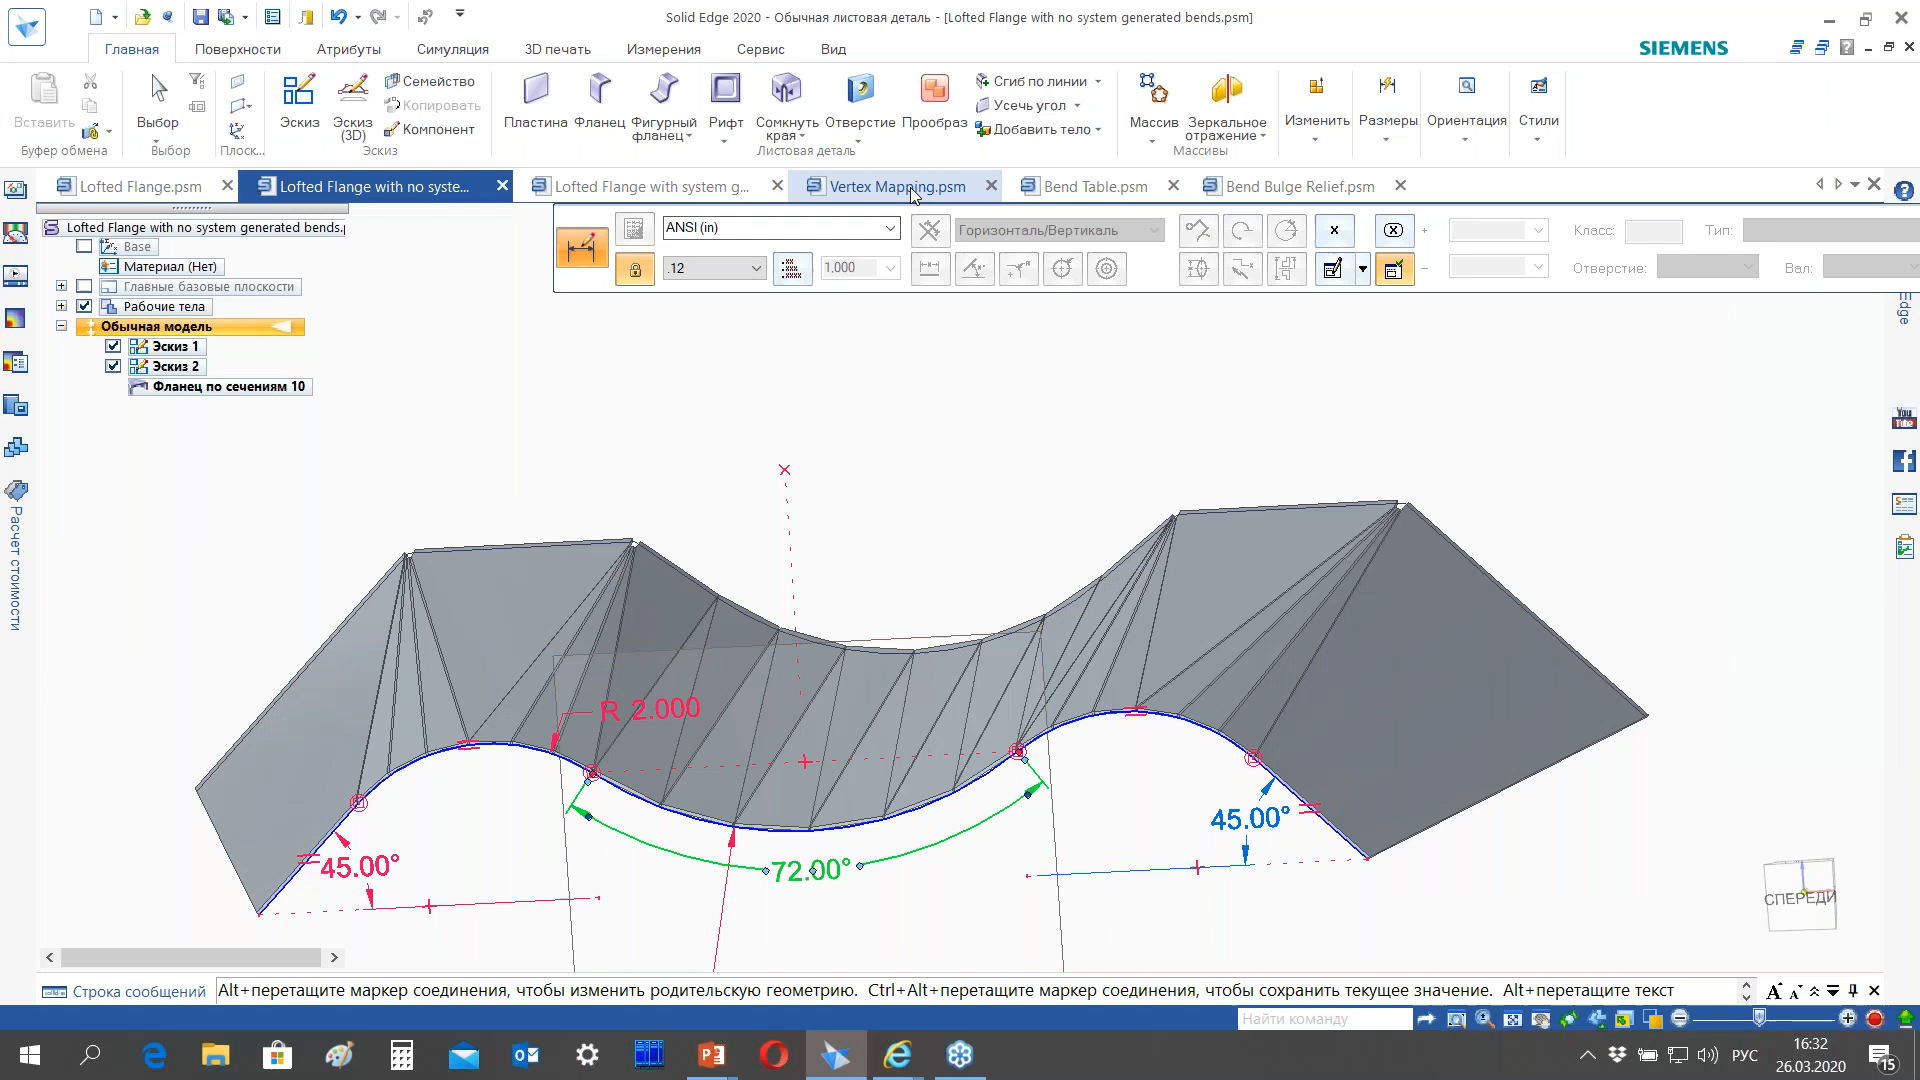 Solid Edge 2020 - Обычная листовая деталь - [Lofted Flange with no system generated bends.psm]
Главная
Поверхности
Атрибуты
Симуляция
3D печать
Измерения
Сервис
Вид
SIEMENS
Вставить
Выбор
Эскиз
Эскиз (3D)
Семейство
Копировать
Компонент
Пластина
Фланец
Фигурный фланец
Рифт
Сомкнуть края
Отверстие
Прообраз
Сгиб по линии
Усечь угол
Добавить тело
Массив
Зеркальное отражение
Изменить
Размеры
Ориентация
Стили
Буфер обмена
Выбор
Плоск...
Эскиз
Листовая деталь
Массивы
Lofted Flange.psm
Lofted Flange with no syste...
Lofted Flange with system g...
Vertex Mapping.psm
Bend Table.psm
Bend Bulge Relief.psm
Lofted Flange with no system generated bends.
Base
Материал (Нет)
Главные базовые плоскости
Рабочие тела
Обычная модель
Эскиз 1
Эскиз 2
Фланец по сечениям 10
ANSI (in)
Горизонталь/Вертикаль
.12
1,000
Класс:
Тип:
Отверстие:
Вал:
Edge
You Tube
Расчет стоимости
R 2.000
45.00°
72.00°
45.00°
СПЕРЕДИ
Строка сообщений
Alt+перетащите маркер соединения, чтобы изменить родительскую геометрию. Ctrl+Alt+перетащите маркер соединения, чтобы сохранить текущее значение. Alt+перетащите текст
Найти команду
РУС
16:32
26.03.2020
15